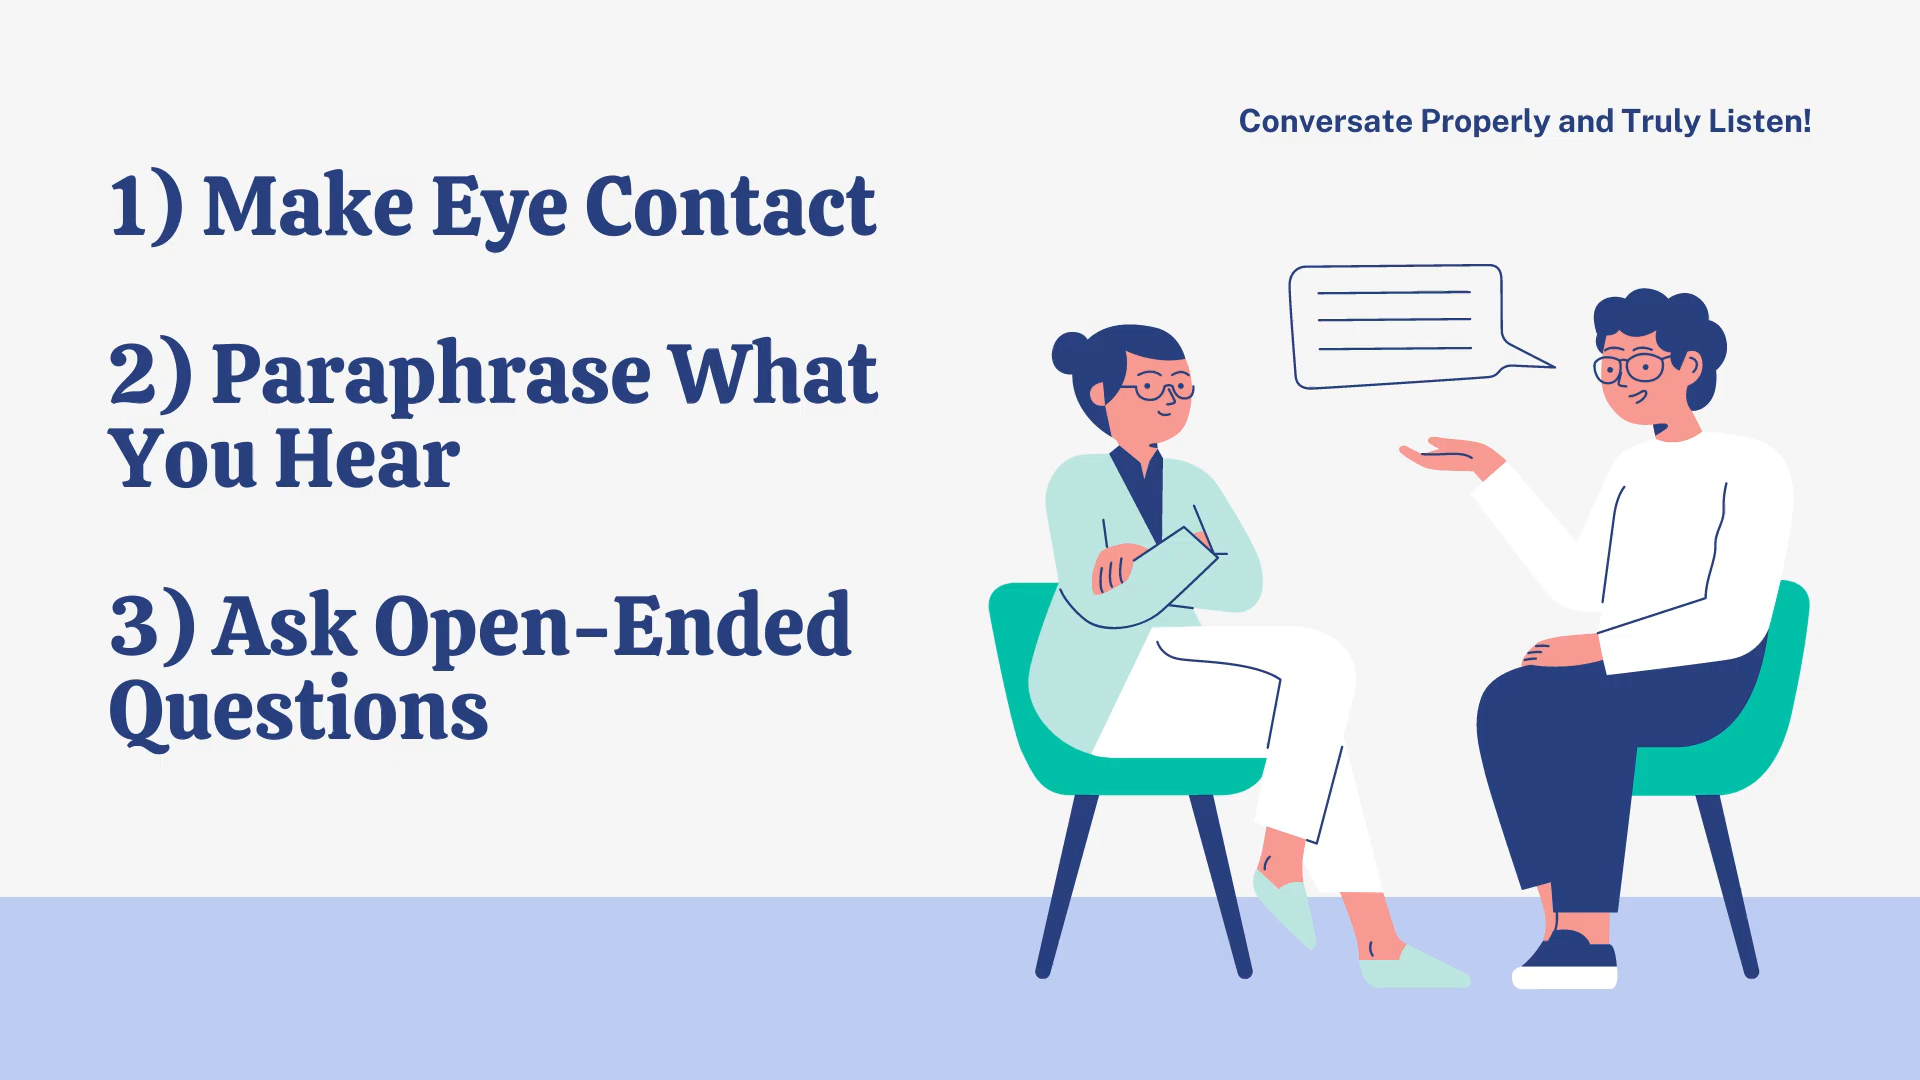 Conversate Properly and Truly Listen!
1) Make Eye Contact
2) Paraphrase What
You Hear
3) Ask Open-Ended
Questions